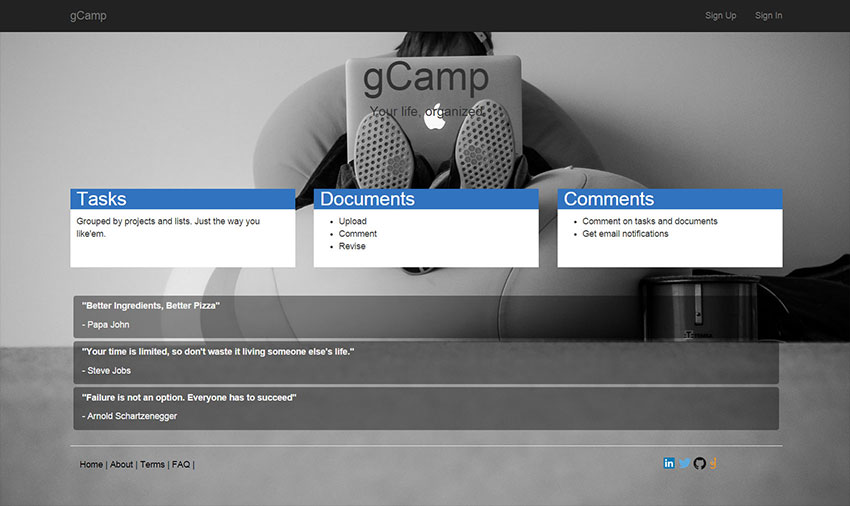 gCamp
Sign Up
Sign In
gCamp
Your life, organized.
Tasks
Grouped by projects and lists. Just the way you
like'em.
Documents
Upload
Comment
Revise
Comments
Comment on tasks and documents
Get email notifications
"Better Ingredients, Better Pizza"
- Papa John
"Your time is limited, so don't waste it living someone else's life."
- Steve Jobs
"Failure is not an option. Everyone has to succeed"
- Arnold Schartzenegger
Home | About | Terms | FAQ |
in